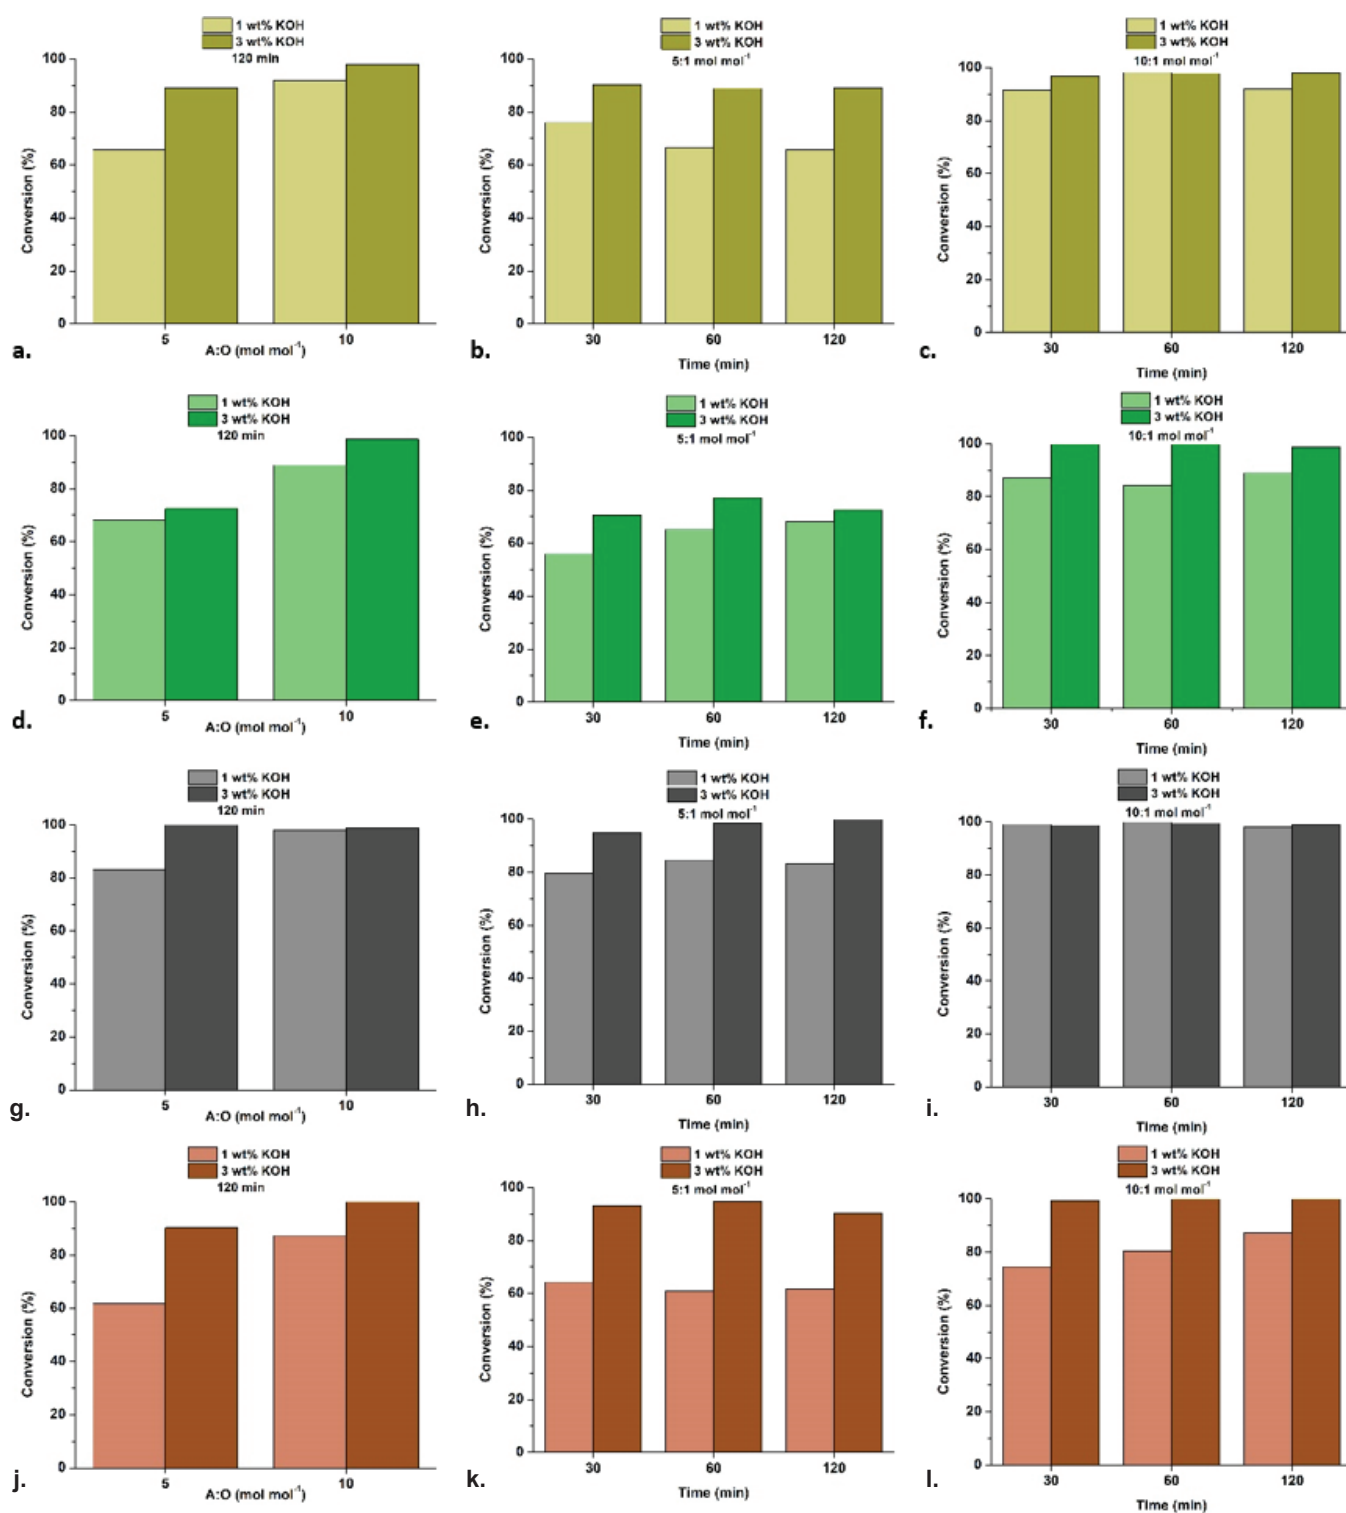 1 wt% KOH
3 wt% KOH
120 min
100
80
60
40
20
0
Conversion (%)
5
10
A:O (mol mol⁻¹)
a.
1 wt% KOH
3 wt% KOH
5:1 mol mol⁻¹
100
80
60
40
20
0
Conversion (%)
30
60
120
Time (min)
b.
1 wt% KOH
3 wt% KOH
10:1 mol mol⁻¹
100
80
60
40
20
0
Conversion (%)
30
60
120
Time (min)
c.
1 wt% KOH
3 wt% KOH
120 min
100
80
60
40
20
0
Conversion (%)
5
10
A:O (mol mol⁻¹)
d.
1 wt% KOH
3 wt% KOH
5:1 mol mol⁻¹
100
80
60
40
20
0
Conversion (%)
30
60
120
Time (min)
e.
1 wt% KOH
3 wt% KOH
10:1 mol mol⁻¹
100
80
60
40
20
0
Conversion (%)
30
60
120
Time (min)
f.
1 wt% KOH
3 wt% KOH
120 min
100
80
60
40
20
0
Conversion (%)
5
10
A:O (mol mol⁻¹)
g.
1 wt% KOH
3 wt% KOH
5:1 mol mol⁻¹
100
80
60
40
20
0
Conversion (%)
30
60
120
Time (min)
h.
1 wt% KOH
3 wt% KOH
10:1 mol mol⁻¹
100
80
60
40
20
0
Conversion (%)
30
60
120
Time (min)
i.
1 wt% KOH
3 wt% KOH
120 min
100
80
60
40
20
0
Conversion (%)
5
10
A:O (mol mol⁻¹)
j.
1 wt% KOH
3 wt% KOH
5:1 mol mol⁻¹
100
80
60
40
20
0
Conversion (%)
30
60
120
Time (min)
k.
1 wt% KOH
3 wt% KOH
10:1 mol mol⁻¹
100
80
60
40
20
0
Conversion (%)
30
60
120
Time (min)
l.